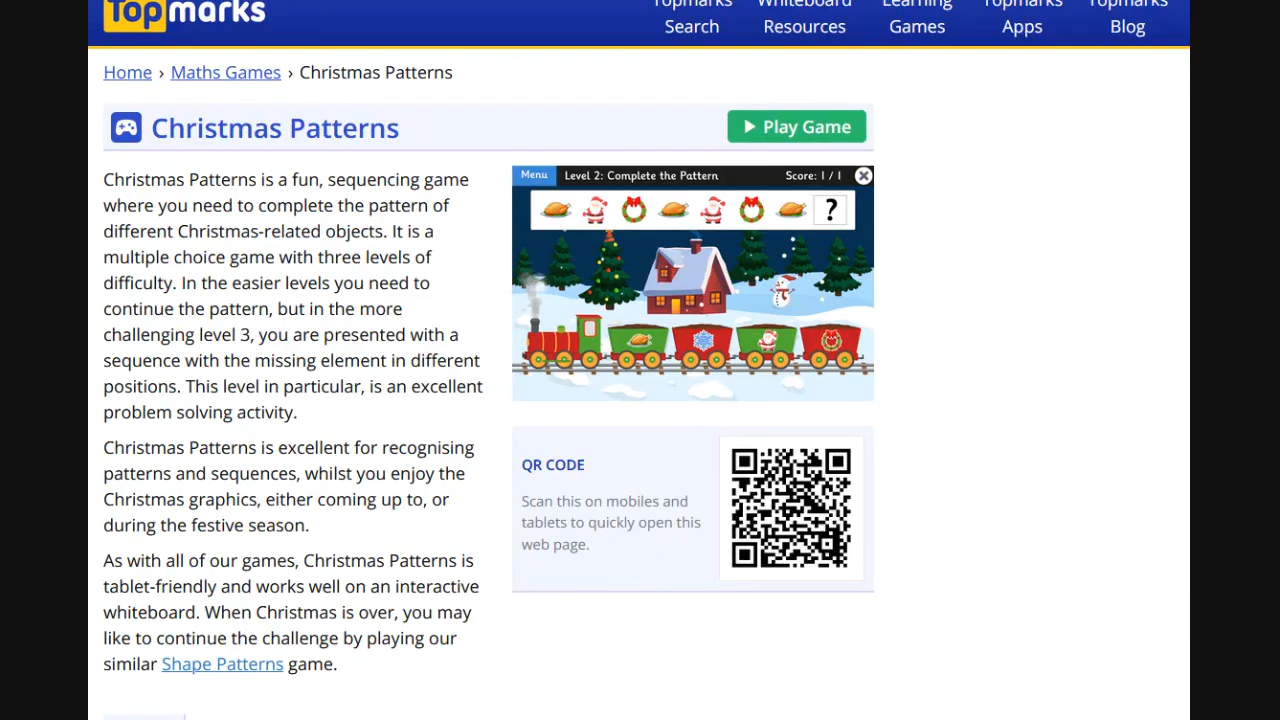 Topmarks
Topmarks Whiteboard Learning Topmarks Topmarks
Search Resources Games Apps Blog
Home › Maths Games › Christmas Patterns
Christmas Patterns
Play Game
Christmas Patterns is a fun, sequencing game
where you need to complete the pattern of
different Christmas-related objects. It is a
multiple choice game with three levels of
difficulty. In the easier levels you need to
continue the pattern, but in the more
challenging level 3, you are presented with a
sequence with the missing element in different
positions. This level in particular, is an excellent
problem solving activity.
Christmas Patterns is excellent for recognising
patterns and sequences, whilst you enjoy the
Christmas graphics, either coming up to, or
during the festive season.
As with all of our games, Christmas Patterns is
tablet-friendly and works well on an interactive
whiteboard. When Christmas is over, you may
like to continue the challenge by playing our
similar Shape Patterns game.
Menu Level 2: Complete the Pattern Score: 1 / 1
?
QR CODE
Scan this on mobiles and
tablets to quickly open this
web page.